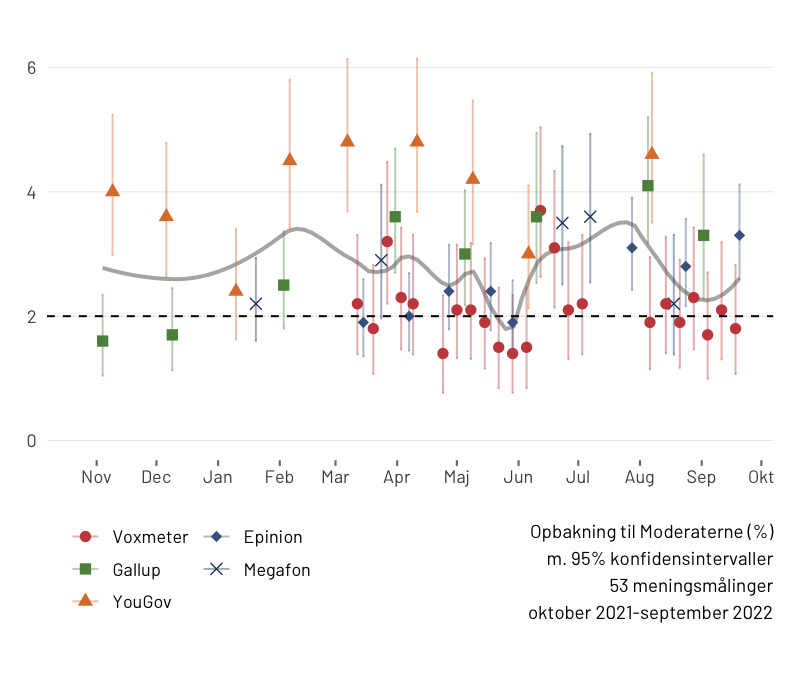 6
4
2
0
Nov Dec Jan Feb Mar Apr Maj Jun Jul Aug Sep Okt
Voxmeter Epinion
Gallup Megafon
YouGov
Opbakning til Moderaterne (%)
m. 95% konfidensintervaller
53 meningsmålinger
oktober 2021-september 2022